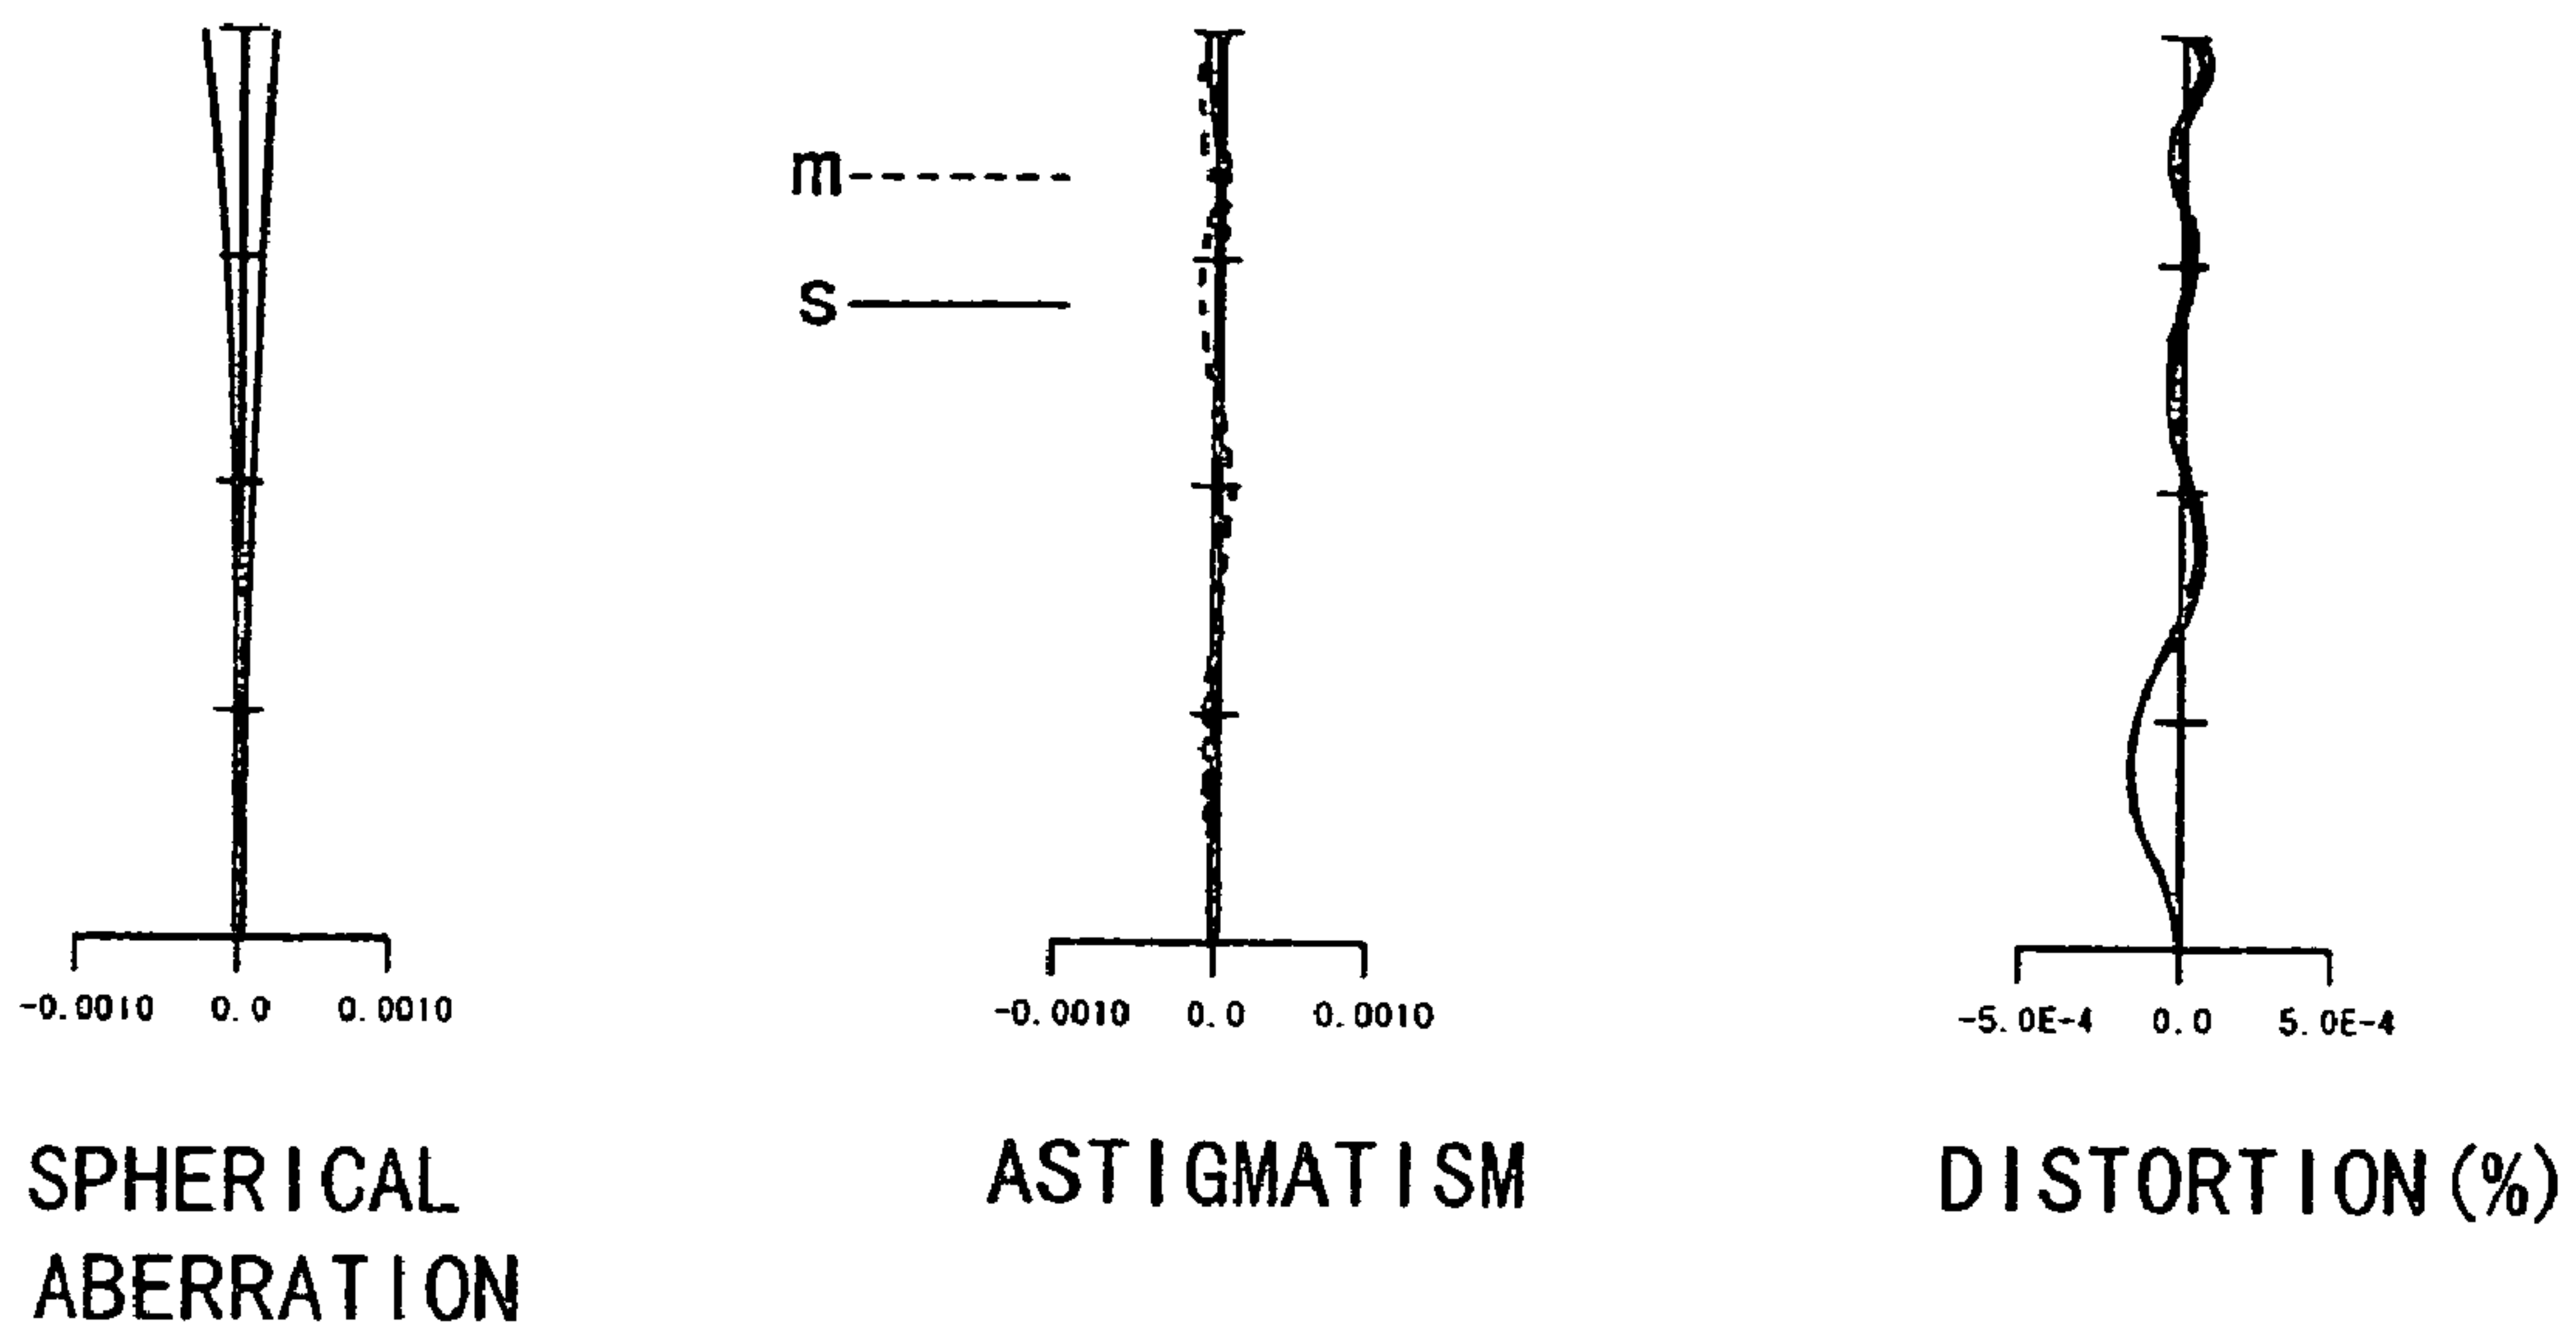 m
s
-0.0010 0.0 0.0010
-0.0010 0.0 0.0010
-5.0E-4 0.0 5.0E-4
SPHERICAL
ABERRATION
ASTIGMATISM
DISTORTION(%)